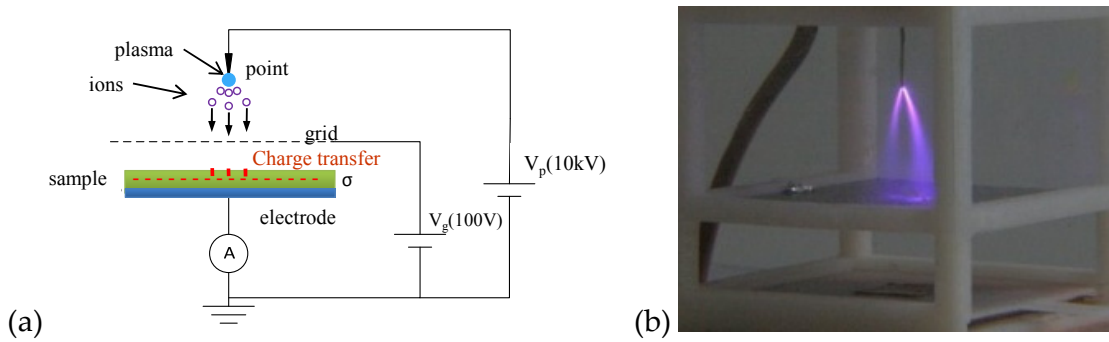 plasma
point
ions
grid
Charge transfer
sample
σ
electrode
V_p(10kV)
V_g(100V)
A
(a)
(b)